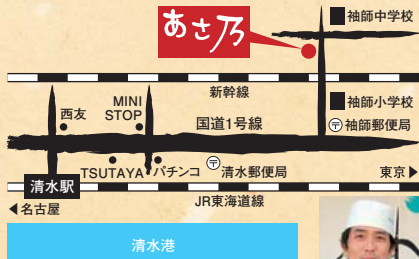 あさ乃
袖師中学校
新幹線
袖師小学校
MINI
STOP
西友
国道1号線
〒袖師郵便局
TSUTAYA
パチンコ
〒清水郵便局
東京▶
清水駅
JR東海道線
◀名古屋
清水港